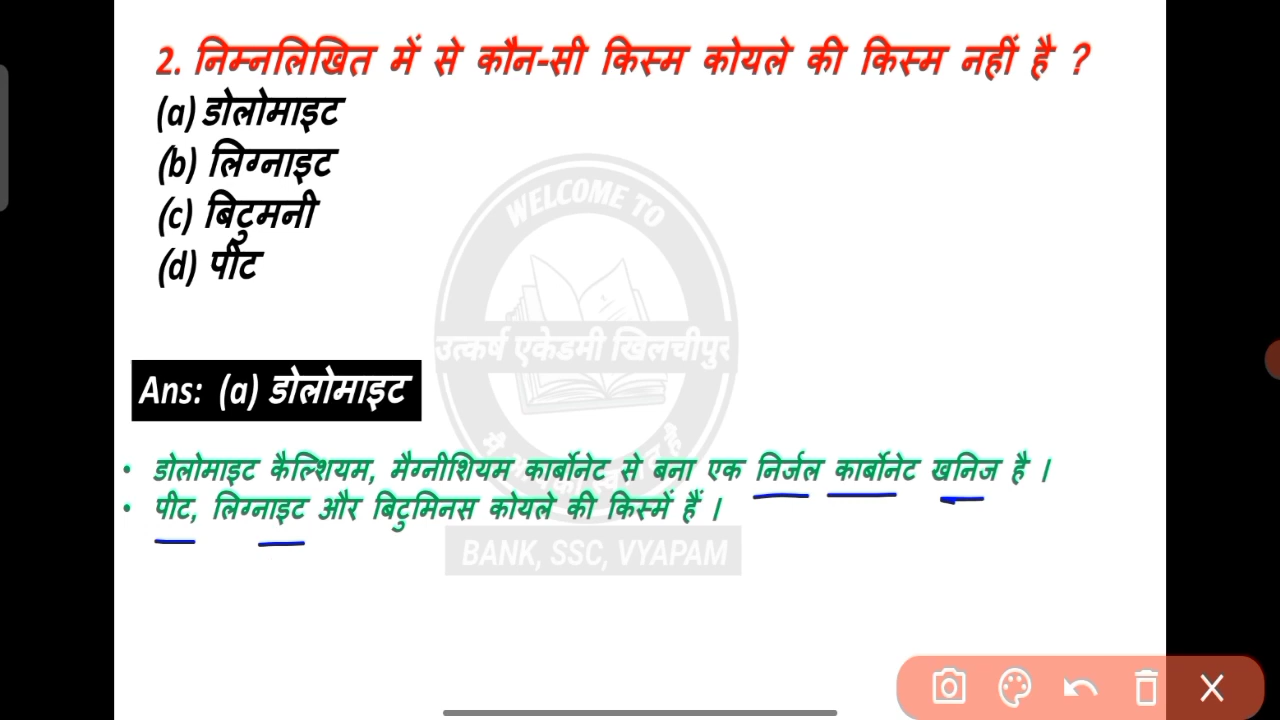 2. निम्नलिखित में से कौन-सी किस्म कोयले की किस्म नहीं है ?
(a) डोलोमाइट
(b) लिग्नाइट
(c) बिटुमनी
(d) पीट
WELCOME TO
उत्कर्ष एकेडमी खिलचीपुर
Ans: (a) डोलोमाइट
• डोलोमाइट कैल्शियम, मैग्नीशियम कार्बोनेट से बना एक निर्जल कार्बोनेट खनिज है ।
• पीट, लिग्नाइट और बिटुमिनस कोयले की किस्में हैं ।
BANK, SSC, VYAPAM